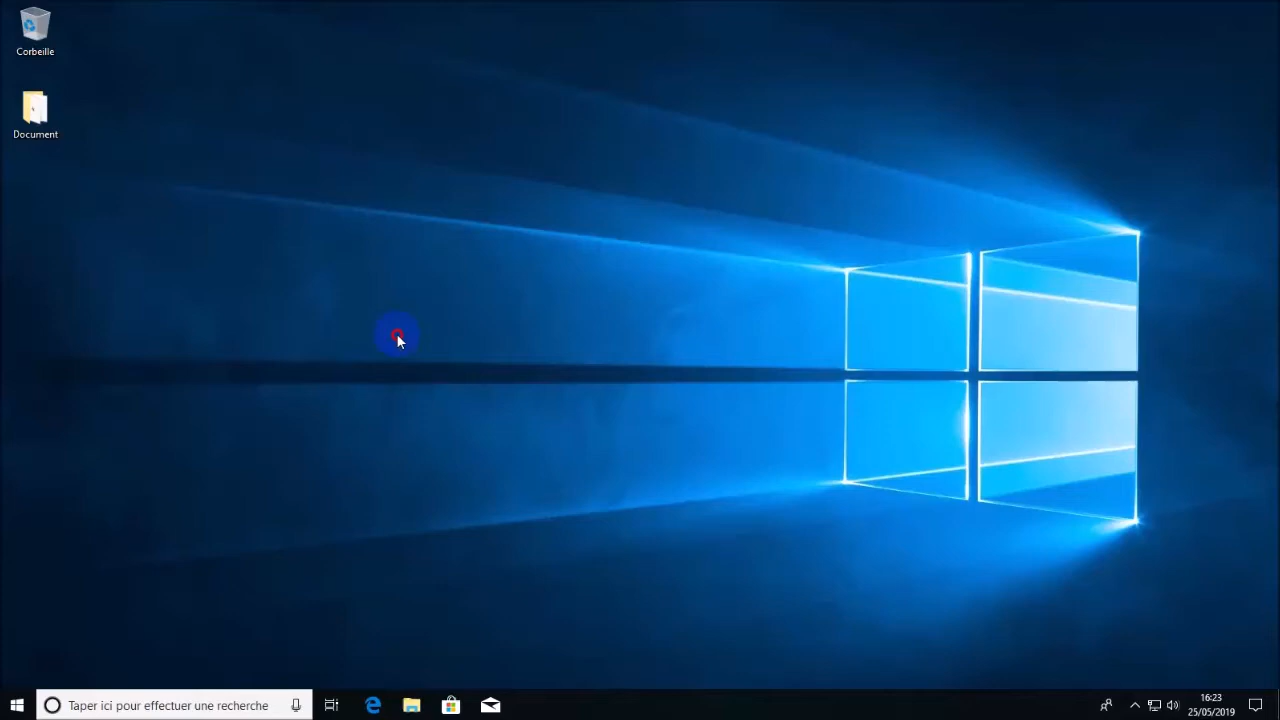 Corbeille
Document
Taper ici pour effectuer une recherche
16:23
25/05/2019